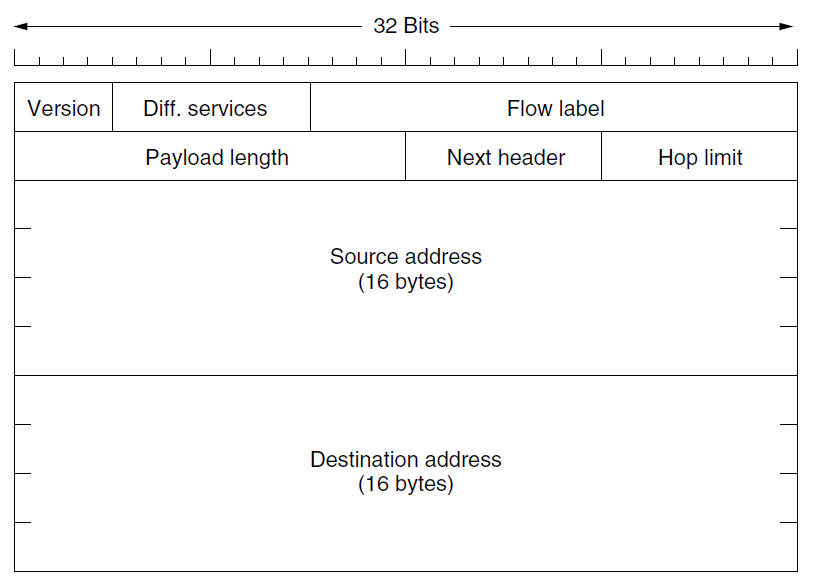 32 Bits
Version Diff. services Flow label
Payload length Next header Hop limit
Source address
(16 bytes)
Destination address
(16 bytes)